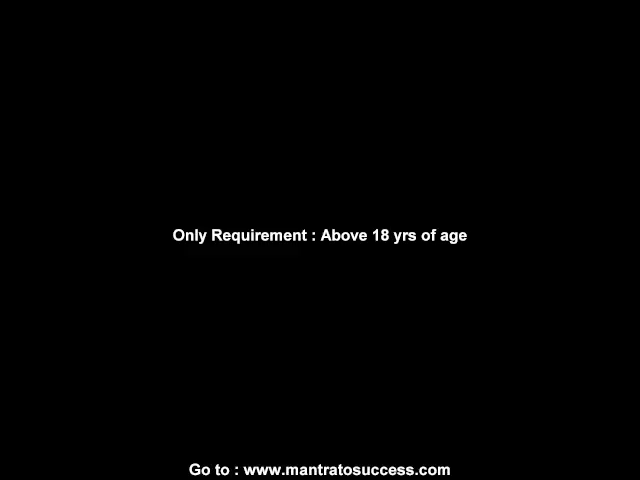 Only Requirement : Above 18 yrs of age
Go to : www.mantratosuccess.com